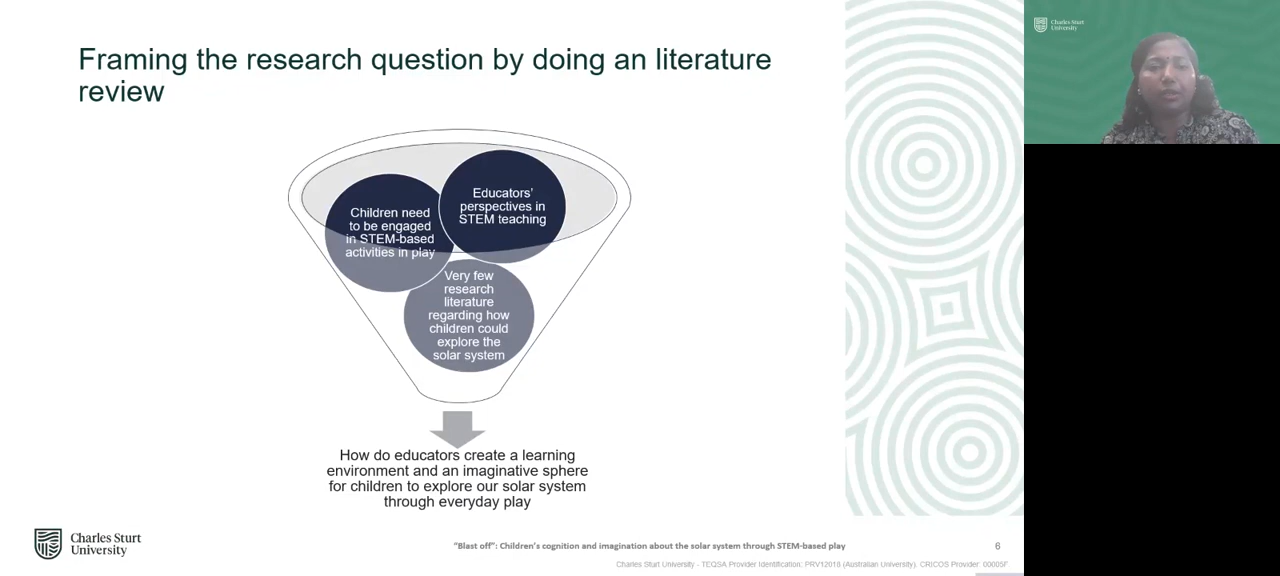 Framing the research question by doing an literature
review
Charles Sturt
University
Educators'
perspectives in
STEM teaching
Children need
to be engaged
in STEM-based
activities in play
Very few
research
literature
regarding how
children could
explore the
solar system
How do educators create a learning
environment and an imaginative sphere
for children to explore our solar system
through everyday play
Charles Sturt
University
"Blast off": Children's cognition and imagination about the solar system through STEM-based play
6
Charles Sturt University - TEQSA Provider Identification: PRV12018 (Australian University). CRICOS Provider: 00005F.